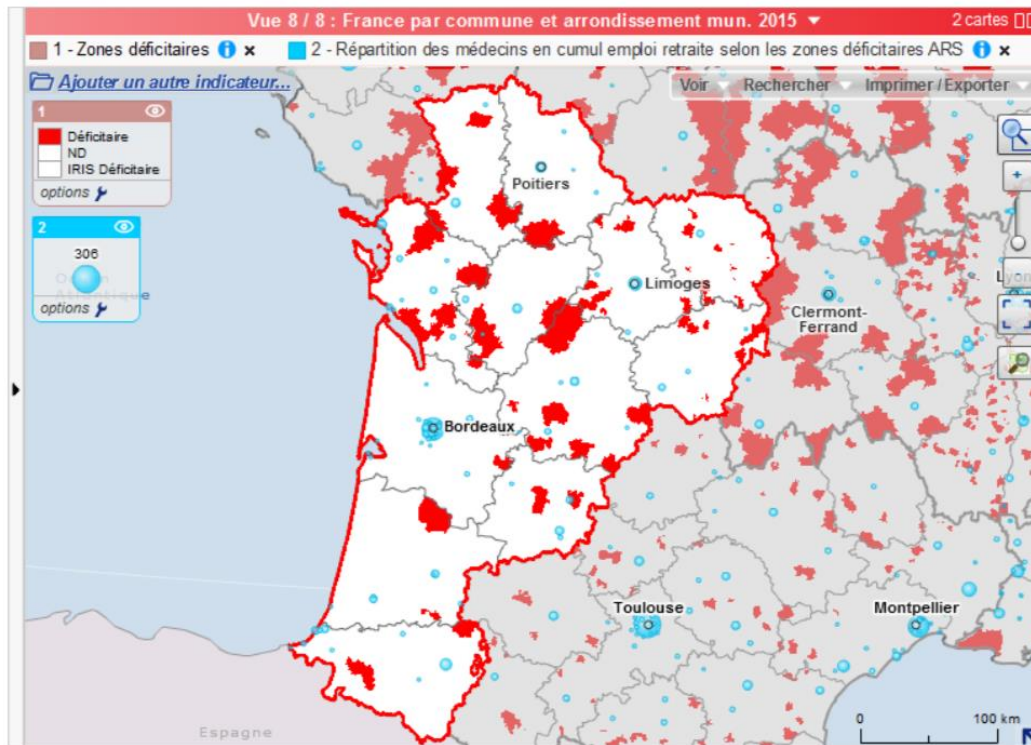 Vue 8 / 8 : France par commune et arrondissement mun. 2015
2 cartes
1 - Zones déficitaires
2 - Répartition des médecins en cumul emploi retraite selon les zones déficitaires ARS
Ajouter un autre indicateur...
Voir
Rechercher
Imprimer / Exporter
1
Déficitaire
ND
IRIS Déficitaire
options
2
306
options
Poitiers
Limoges
Clermont-
Ferrand
Bordeaux
Toulouse
Montpellier
Espagne
0
100 km